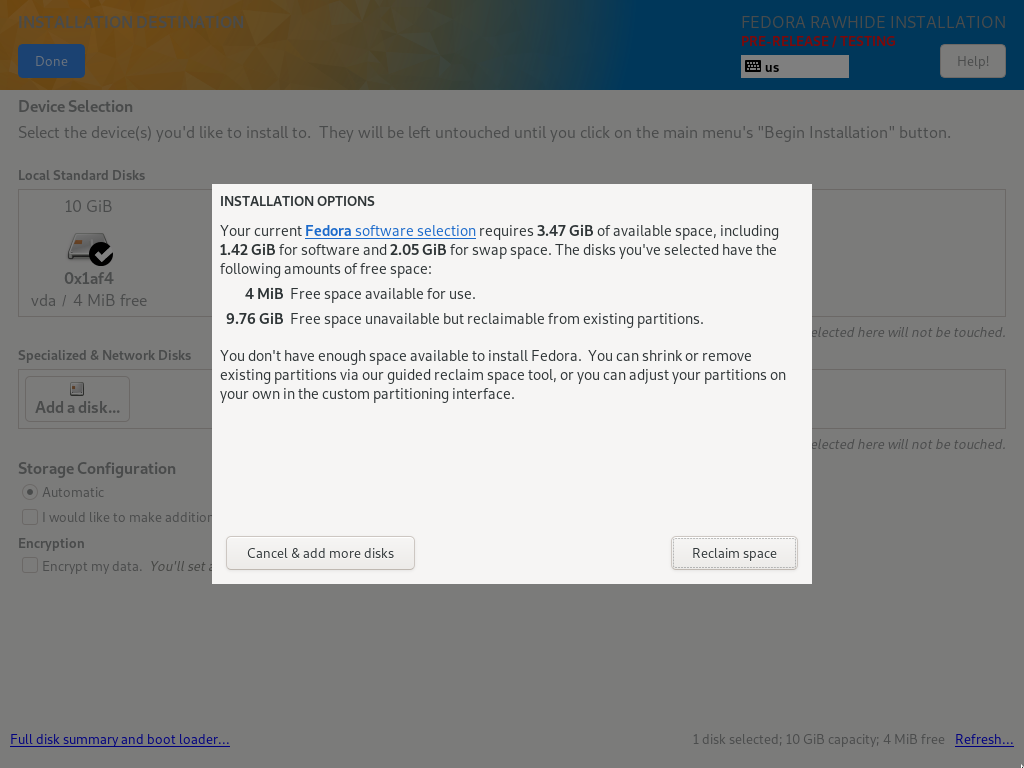 INSTALLATION DESTINATION
FEDORA RAWHIDE INSTALLATION
PRE-RELEASE / TESTING
Done
us
Help!
Device Selection
Select the device(s) you'd like to install to.  They will be left untouched until you click on the main menu's "Begin Installation" button.
Local Standard Disks
10 GiB
0x1af4
vda / 4 MiB free
elected here will not be touched.
Specialized & Network Disks
Add a disk...
elected here will not be touched.
Storage Configuration
Automatic
I would like to make addition
Encryption
Encrypt my data.  You'll set
INSTALLATION OPTIONS
Your current Fedora software selection requires 3.47 GiB of available space, including
1.42 GiB for software and 2.05 GiB for swap space. The disks you've selected have the
following amounts of free space:
4 MiB  Free space available for use.
9.76 GiB  Free space unavailable but reclaimable from existing partitions.
You don't have enough space available to install Fedora.  You can shrink or remove
existing partitions via our guided reclaim space tool, or you can adjust your partitions on
your own in the custom partitioning interface.
Cancel & add more disks
Reclaim space
Full disk summary and boot loader...
1 disk selected; 10 GiB capacity; 4 MiB free
Refresh...